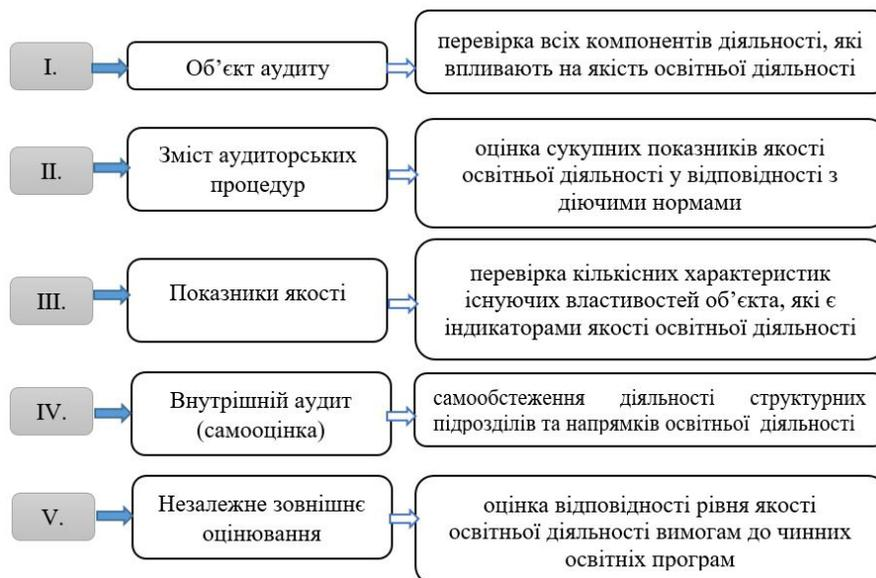 I.
Об’єкт аудиту
перевірка всіх компонентів діяльності, які
впливають на якість освітньої діяльності
II.
Зміст аудиторських
процедур
оцінка сукупних показників якості
освітньої діяльності у відповідності з
діючими нормами
III.
Показники якості
перевірка кількісних характеристик
існуючих властивостей об’єкта, які є
індикаторами якості освітньої діяльності
IV.
Внутрішній аудит
(самооцінка)
самообстеження діяльності структурних
підрозділів та напрямків освітньої діяльності
V.
Незалежне зовнішнє
оцінювання
оцінка відповідності рівня якості
освітньої діяльності вимогам до чинних
освітніх програм